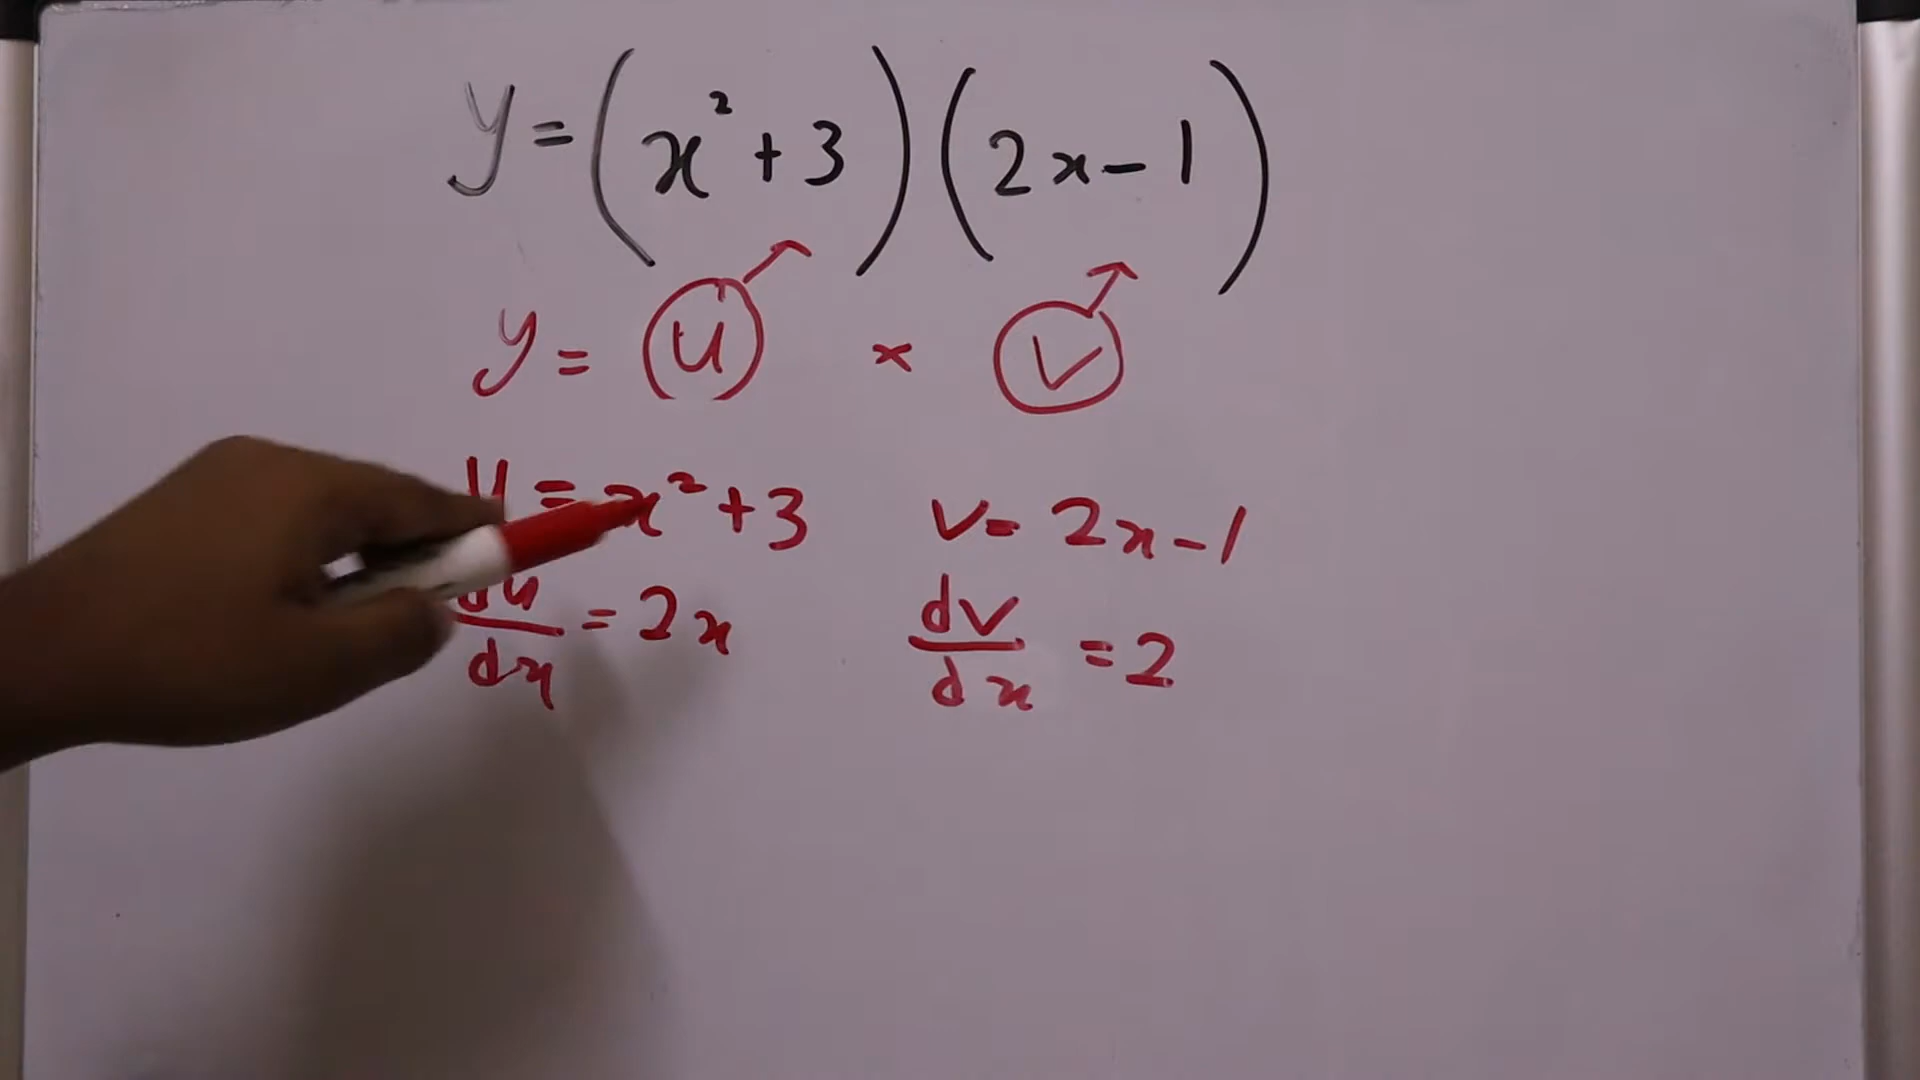 y = (x² + 3) (2x - 1)
y = u × v
u = x² + 3   v = 2x - 1
du/dx = 2x   dv/dx = 2